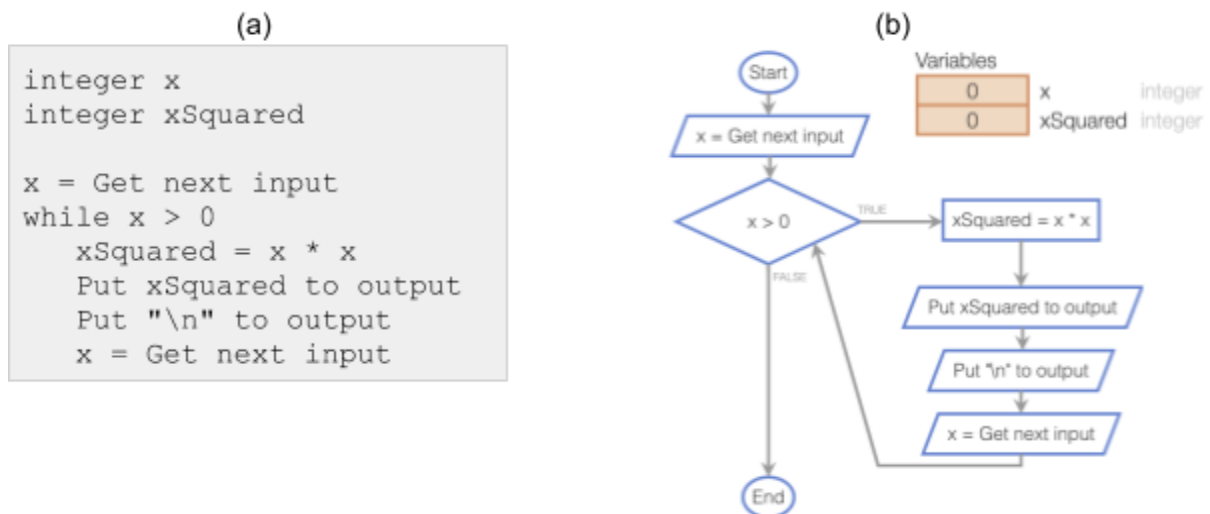 (a)
integer x
integer xSquared
x = Get next input
while x > 0
xSquared = x * x
Put xSquared to output
Put "\n" to output
x = Get next input
(b)
Variables
0 x integer
0 xSquared integer
Start
x = Get next input
x > 0
TRUE
FALSE
xSquared = x * x
Put xSquared to output
Put "\n" to output
x = Get next input
End